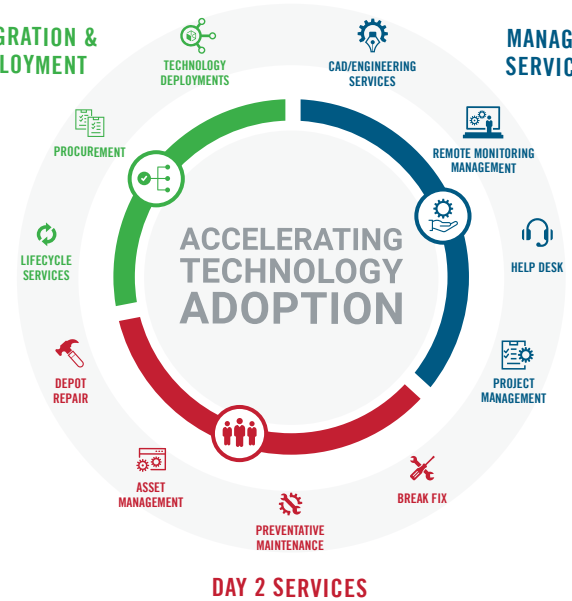 GRATION &
LOYMENT
TECHNOLOGY
DEPLOYMENTS
CAD/ENGINEERING
SERVICES
MANAG
SERVIC
PROCUREMENT
REMOTE MONITORING
MANAGEMENT
LIFECYCLE
SERVICES
ACCELERATING
TECHNOLOGY
ADOPTION
HELP DESK
DEPOT
REPAIR
PROJECT
MANAGEMENT
ASSET
MANAGEMENT
BREAK FIX
PREVENTATIVE
MAINTENANCE
DAY 2 SERVICES